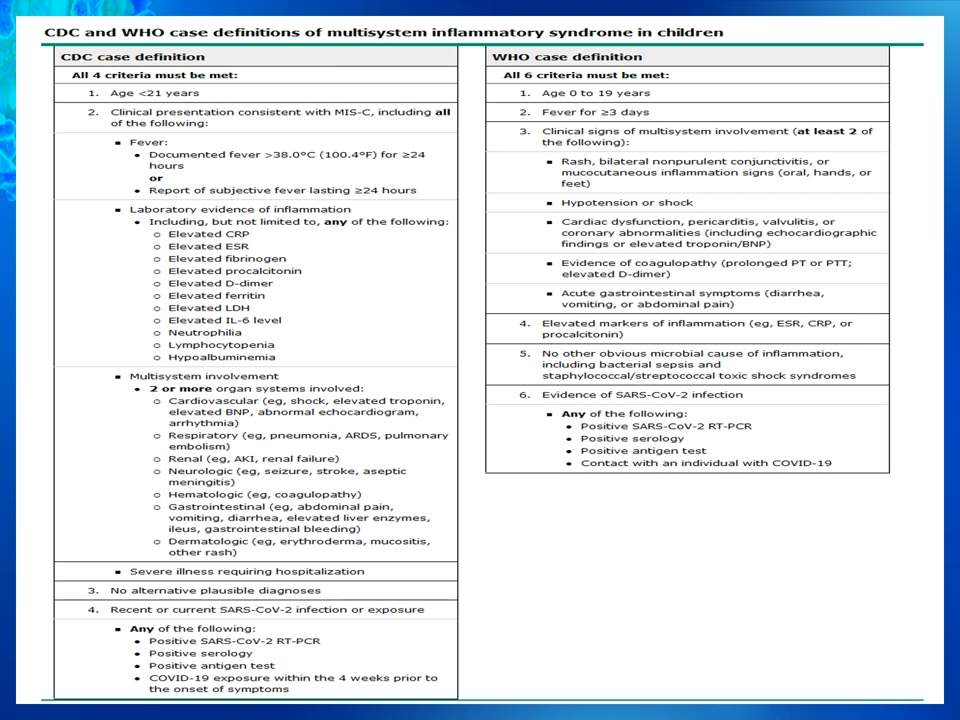 CDC and WHO case definitions of multisystem inflammatory syndrome in children
CDC case definition
All 4 criteria must be met:
1. Age <21 years
2. Clinical presentation consistent with MIS-C, including all
of the following:
▪ Fever:
• Documented fever >38.0°C (100.4°F) for ≥24
hours
or
• Report of subjective fever lasting ≥24 hours
▪ Laboratory evidence of inflammation
• Including, but not limited to, any of the following:
○ Elevated CRP
○ Elevated ESR
○ Elevated fibrinogen
○ Elevated procalcitonin
○ Elevated D-dimer
○ Elevated ferritin
○ Elevated LDH
○ Elevated IL-6 level
○ Neutrophilia
○ Lymphocytopenia
○ Hypoalbuminemia
▪ Multisystem involvement
• 2 or more organ systems involved:
○ Cardiovascular (eg, shock, elevated troponin,
elevated BNP, abnormal echocardiogram,
arrhythmia)
○ Respiratory (eg, pneumonia, ARDS, pulmonary
embolism)
○ Renal (eg, AKI, renal failure)
○ Neurologic (eg, seizure, stroke, aseptic
meningitis)
○ Hematologic (eg, coagulopathy)
○ Gastrointestinal (eg, abdominal pain,
vomiting, diarrhea, elevated liver enzymes,
ileus, gastrointestinal bleeding)
○ Dermatologic (eg, erythroderma, mucositis,
other rash)
▪ Severe illness requiring hospitalization
3. No alternative plausible diagnoses
4. Recent or current SARS-CoV-2 infection or exposure
▪ Any of the following:
• Positive SARS-CoV-2 RT-PCR
• Positive serology
• Positive antigen test
• COVID-19 exposure within the 4 weeks prior to
the onset of symptoms
WHO case definition
All 6 criteria must be met:
1. Age 0 to 19 years
2. Fever for ≥3 days
3. Clinical signs of multisystem involvement (at least 2 of
the following):
▪ Rash, bilateral nonpurulent conjunctivitis, or
mucocutaneous inflammation signs (oral, hands, or
feet)
▪ Hypotension or shock
▪ Cardiac dysfunction, pericarditis, valvulitis, or
coronary abnormalities (including echocardiographic
findings or elevated troponin/BNP)
▪ Evidence of coagulopathy (prolonged PT or PTT;
elevated D-dimer)
▪ Acute gastrointestinal symptoms (diarrhea,
vomiting, or abdominal pain)
4. Elevated markers of inflammation (eg, ESR, CRP, or
procalcitonin)
5. No other obvious microbial cause of inflammation,
including bacterial sepsis and
staphylococcal/streptococcal toxic shock syndromes
6. Evidence of SARS-CoV-2 infection
▪ Any of the following:
• Positive SARS-CoV-2 RT-PCR
• Positive serology
• Positive antigen test
• Contact with an individual with COVID-19